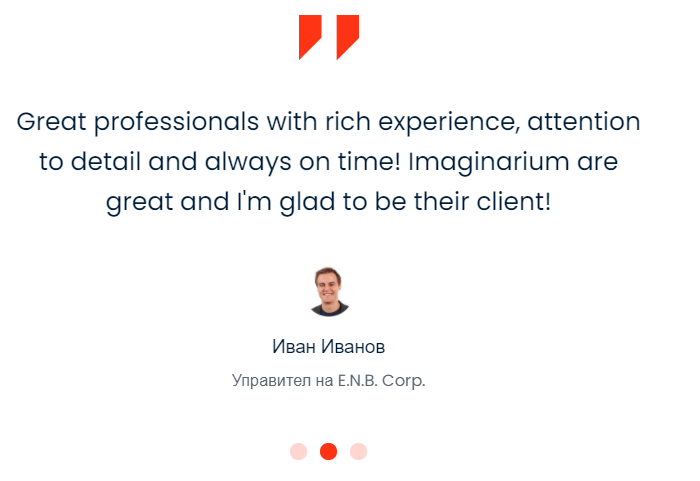 Great professionals with rich experience, attention
to detail and always on time! Imaginarium are
great and I'm glad to be their client!
Иван Иванов
Управител на E.N.B. Corp.